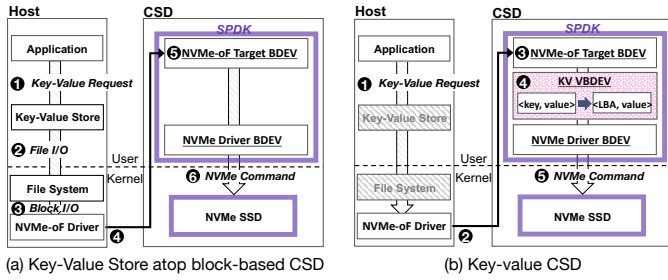 Host
CSD
SPDK
Application
❺ NVMe-oF Target BDEV
❶ Key-Value Request
Key-Value Store
❷ File I/O
NVMe Driver BDEV
User
Kernel
❻ NVMe Command
File System
❸ Block I/O
NVMe-oF Driver
❹
NVMe SSD
(a) Key-Value Store atop block-based CSD
Host
CSD
SPDK
Application
❸ NVMe-oF Target BDEV
❶ Key-Value Request
❹ KV VBDEV
<key, value>
<LBA, value>
Key-Value Store
NVMe Driver BDEV
User
Kernel
❺ NVMe Command
File System
NVMe-oF Driver
❷
NVMe SSD
(b) Key-value CSD